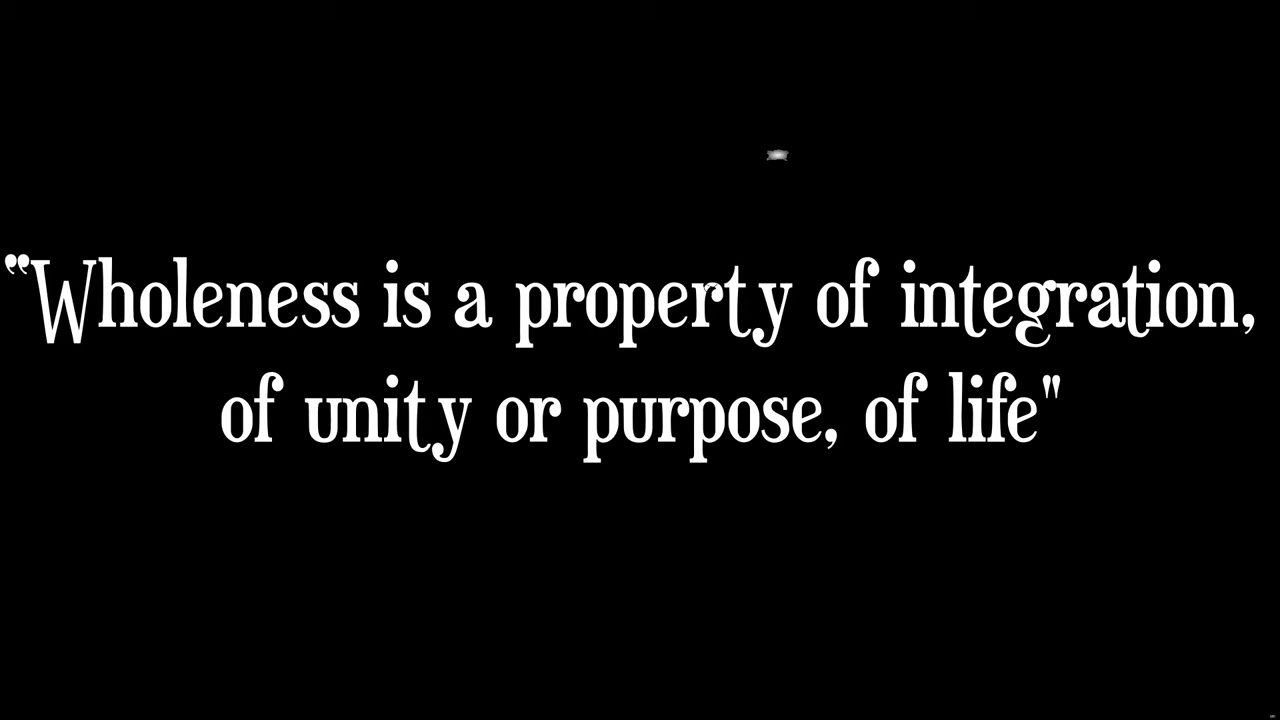 “Wholeness is a property of integration,
of unity or purpose, of life"